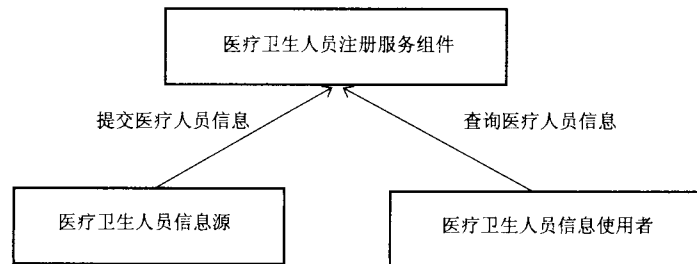 医疗卫生人员注册服务组件
提交医疗人员信息
查询医疗人员信息
医疗卫生人员信息源
医疗卫生人员信息使用者